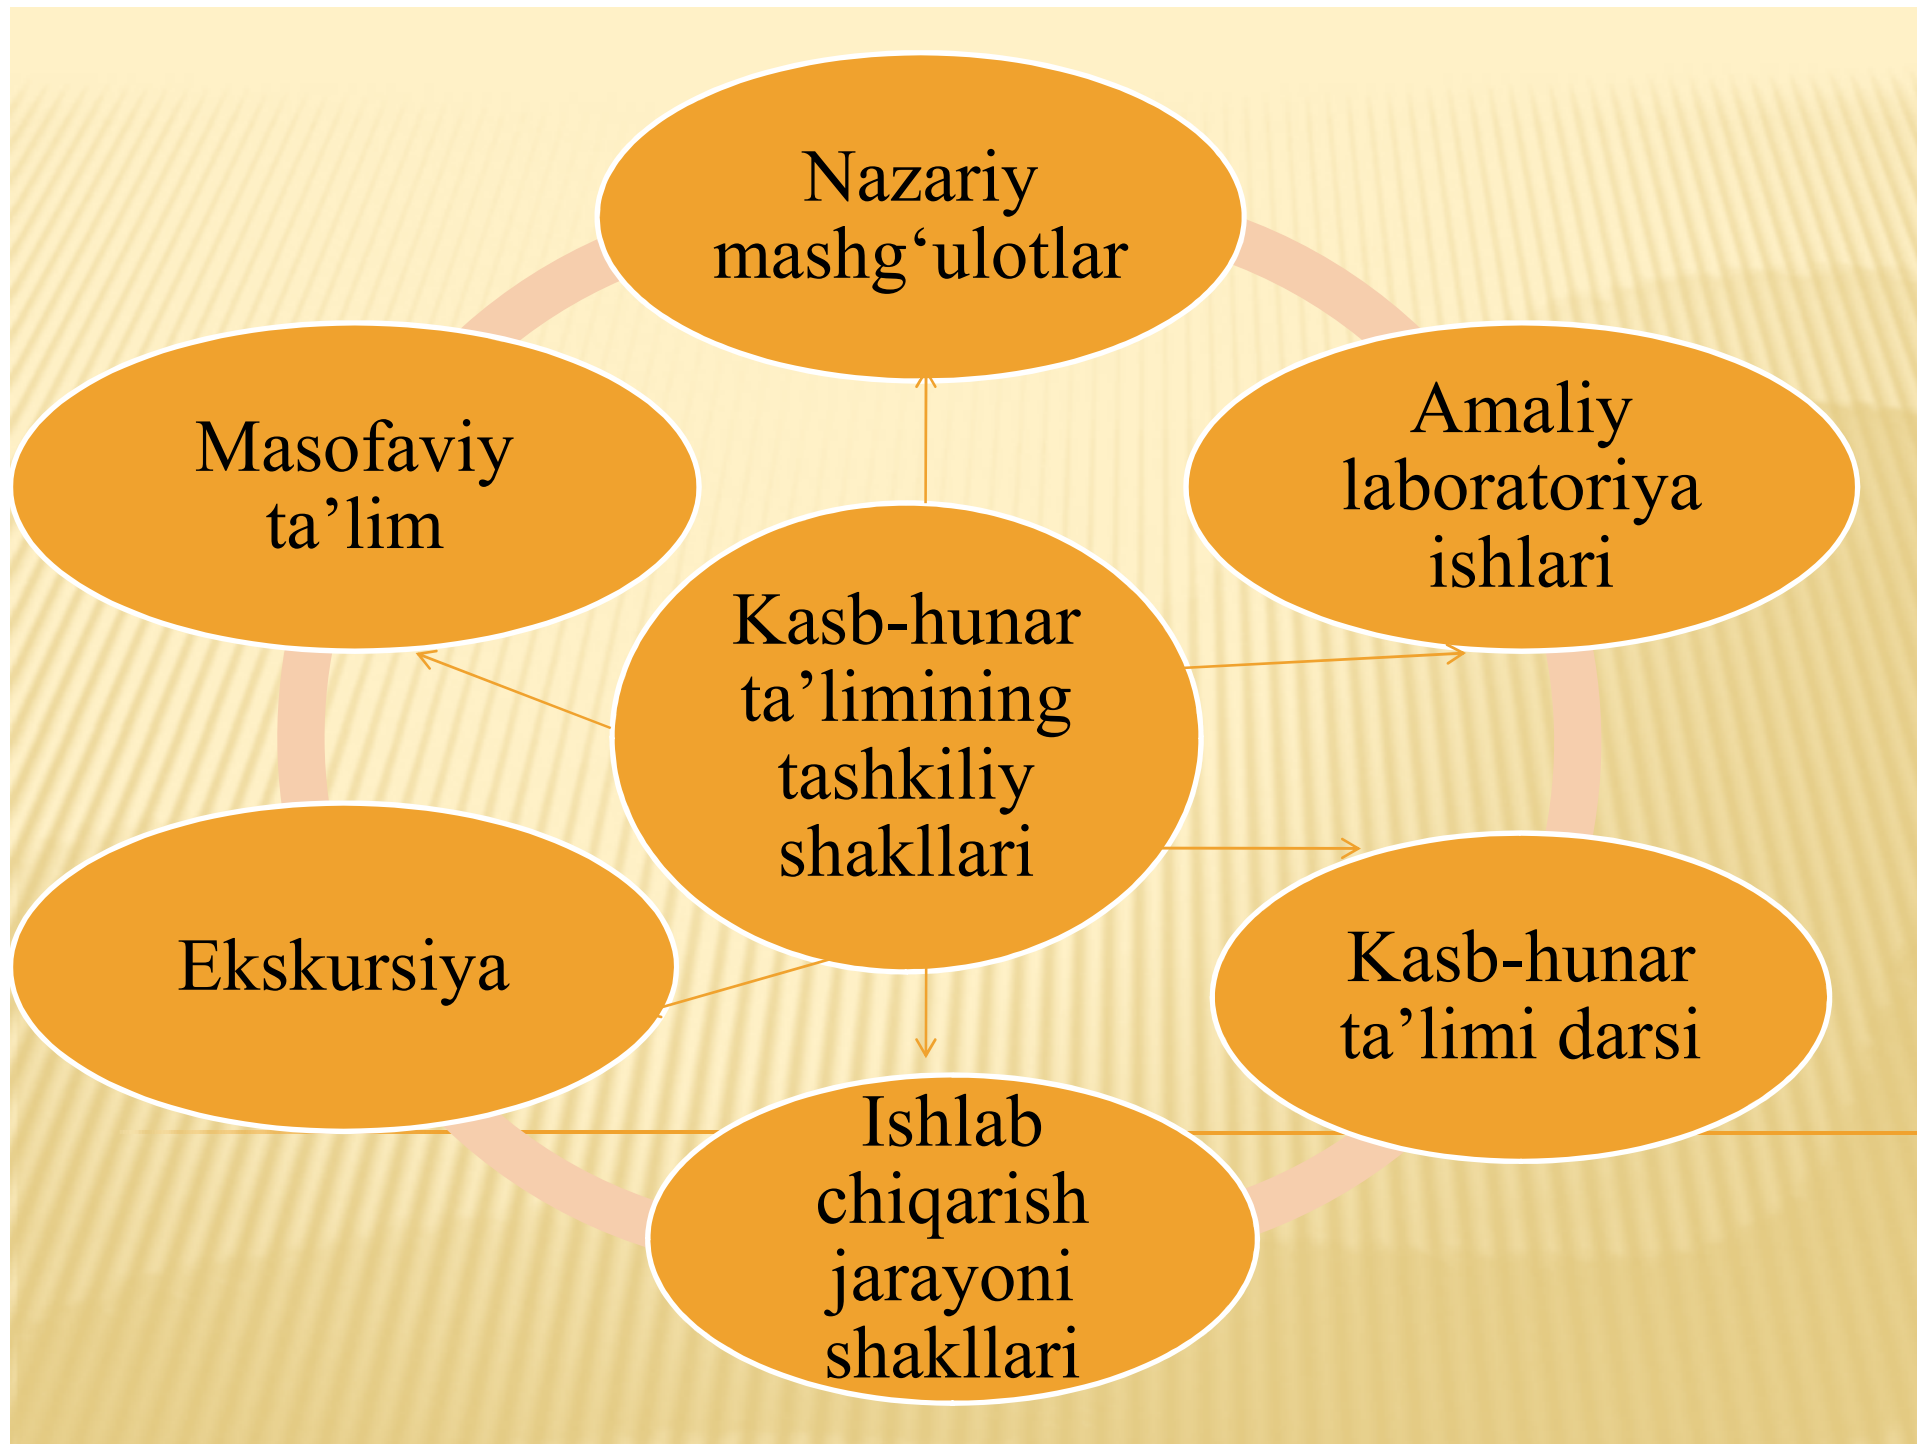 Nazariy
mashg‘ulotlar
Amaliy
laboratoriya
ishlari
Kasb-hunar
ta’limi darsi
Ishlab
chiqarish
jarayoni
shakllari
Ekskursiya
Masofaviy
ta’lim
Kasb-hunar
ta’limining
tashkiliy
shakllari